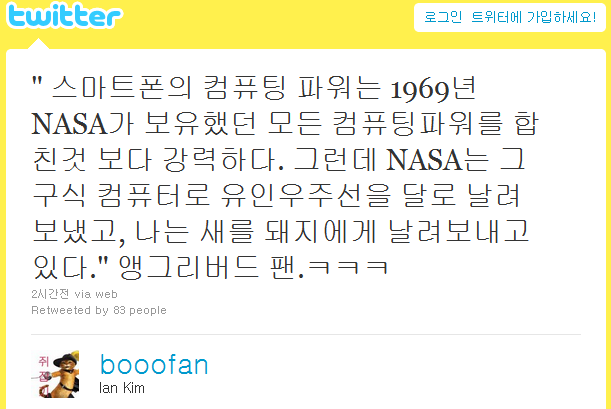 twitter
로그인 트위터에 가입하세요!
" 스마트폰의 컴퓨팅 파워는 1969년
NASA가 보유했던 모든 컴퓨팅파워를 합
친것 보다 강력하다. 그런데 NASA는 그
구식 컴퓨터로 유인우주선을 달로 날려
보냈고, 나는 새를 돼지에게 날려보내고
있다." 앵그리버드 팬.ㅋㅋㅋ
2시간전 via web
Retweeted by 83 people
booofan
Ian Kim